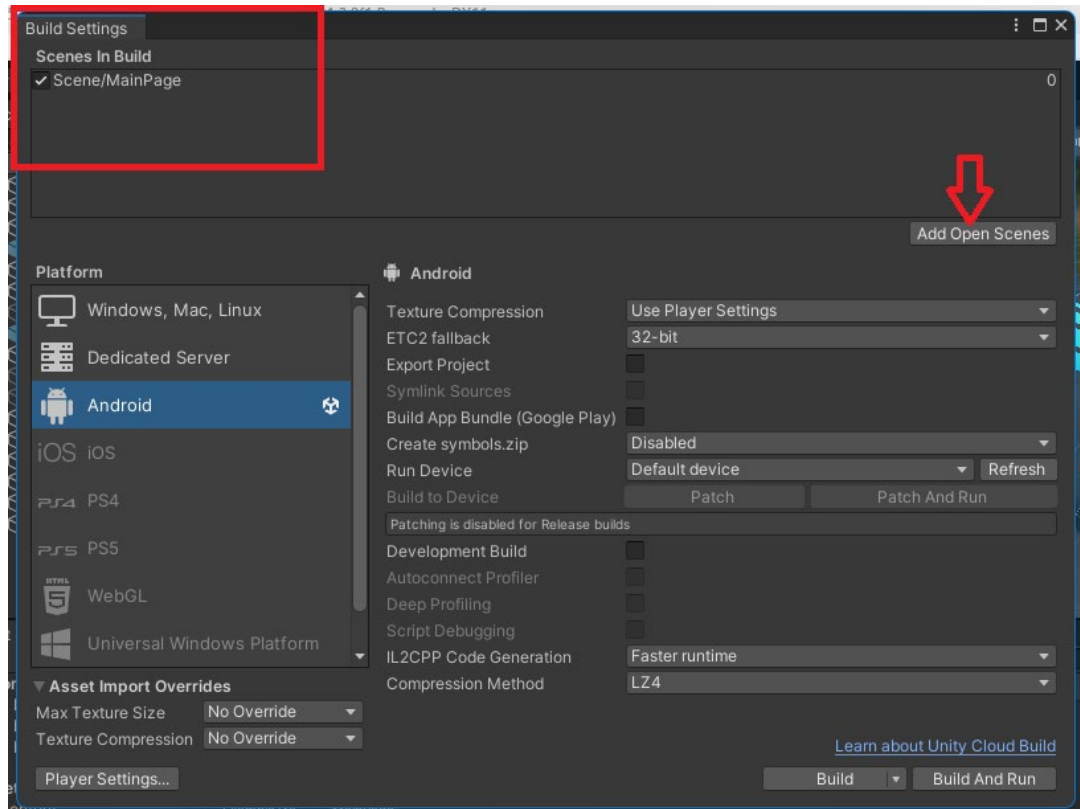 Build Settings
Scenes In Build
Scene/MainPage 0
Add Open Scenes
Platform
Windows, Mac, Linux
Dedicated Server
Android
iOS iOS
PS4 PS4
PS5 PS5
HTML 5 WebGL
Universal Windows Platform
Android
Texture Compression Use Player Settings
ETC2 fallback 32-bit
Export Project
Symlink Sources
Build App Bundle (Google Play)
Create symbols.zip Disabled
Run Device Default device Refresh
Build to Device Patch Patch And Run
Patching is disabled for Release builds
Development Build
Autoconnect Profiler
Deep Profiling
Script Debugging
IL2CPP Code Generation Faster runtime
Compression Method LZ4
Asset Import Overrides
Max Texture Size No Override
Texture Compression No Override
Learn about Unity Cloud Build
Player Settings... Build Build And Run